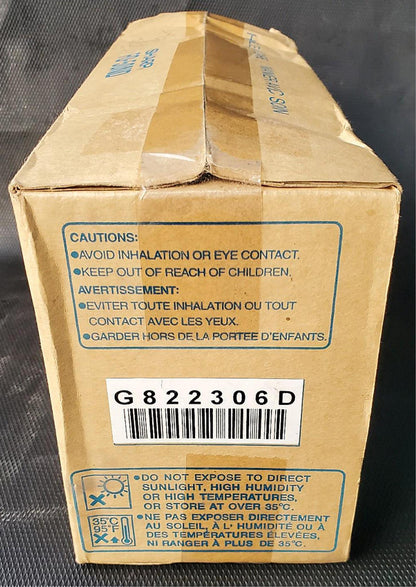 SHARP
CAUTIONS:
●AVOID INHALATION OR EYE CONTACT.
●KEEP OUT OF REACH OF CHILDREN.
AVERTISSEMENT:
●EVITER TOUTE INHALATION OU TOUT
CONTACT AVEC LES YEUX.
●GARDER HORS DE LA PORTEE D'ENFANTS.
G822306D
●DO NOT EXPOSE TO DIRECT
SUNLIGHT, HIGH HUMIDITY
OR HIGH TEMPERATURES,
OR STORE AT OVER 35°C.
35°C
95°F
●NE PAS EXPOSER DIRECTEMENT
AU SOLEIL, À L'HUMIDITÉ OU À
DES TEMPÉRATURES ÉLEVÉES,
NI RANGER À PLUS DE 35°C.